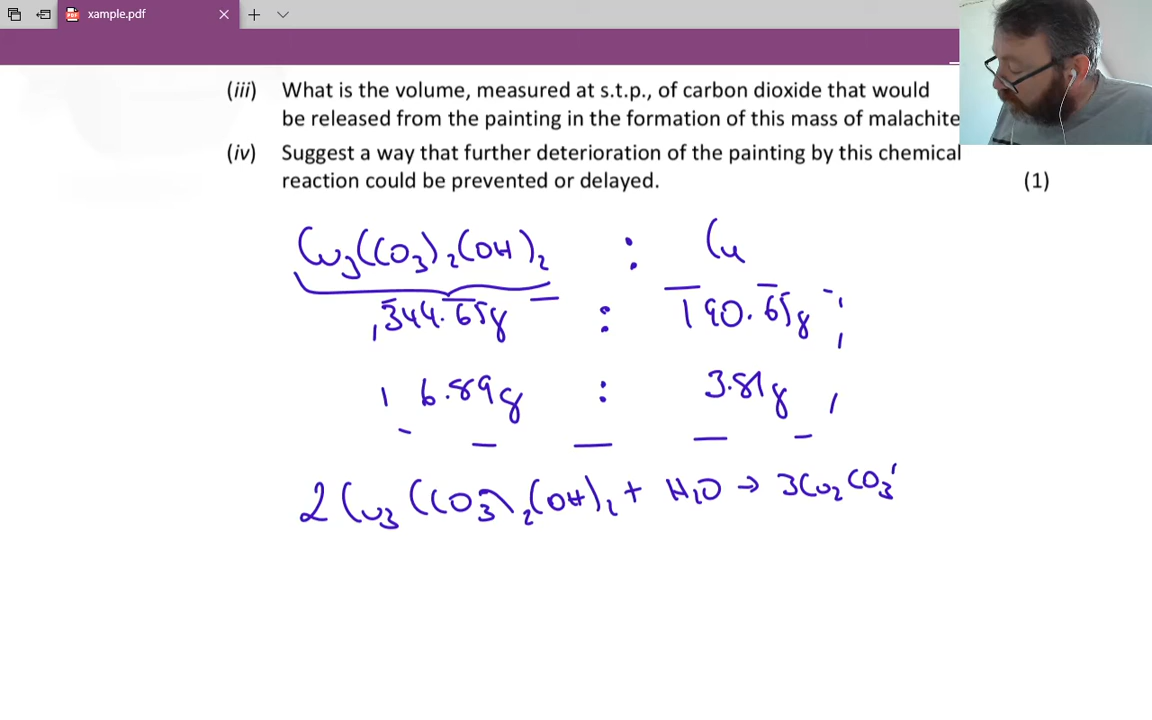 xample.pdf
(iii) What is the volume, measured at s.t.p., of carbon dioxide that would
be released from the painting in the formation of this mass of malachite
(iv) Suggest a way that further deterioration of the painting by this chemical
reaction could be prevented or delayed. (1)
Cu₃(CO₃)₂(OH)₂ : Cu
344.65g : 190.65g
6.89g : 3.81g
2Cu₃(CO₃)₂(OH)₂ + H₂O → 3Cu₂CO₃